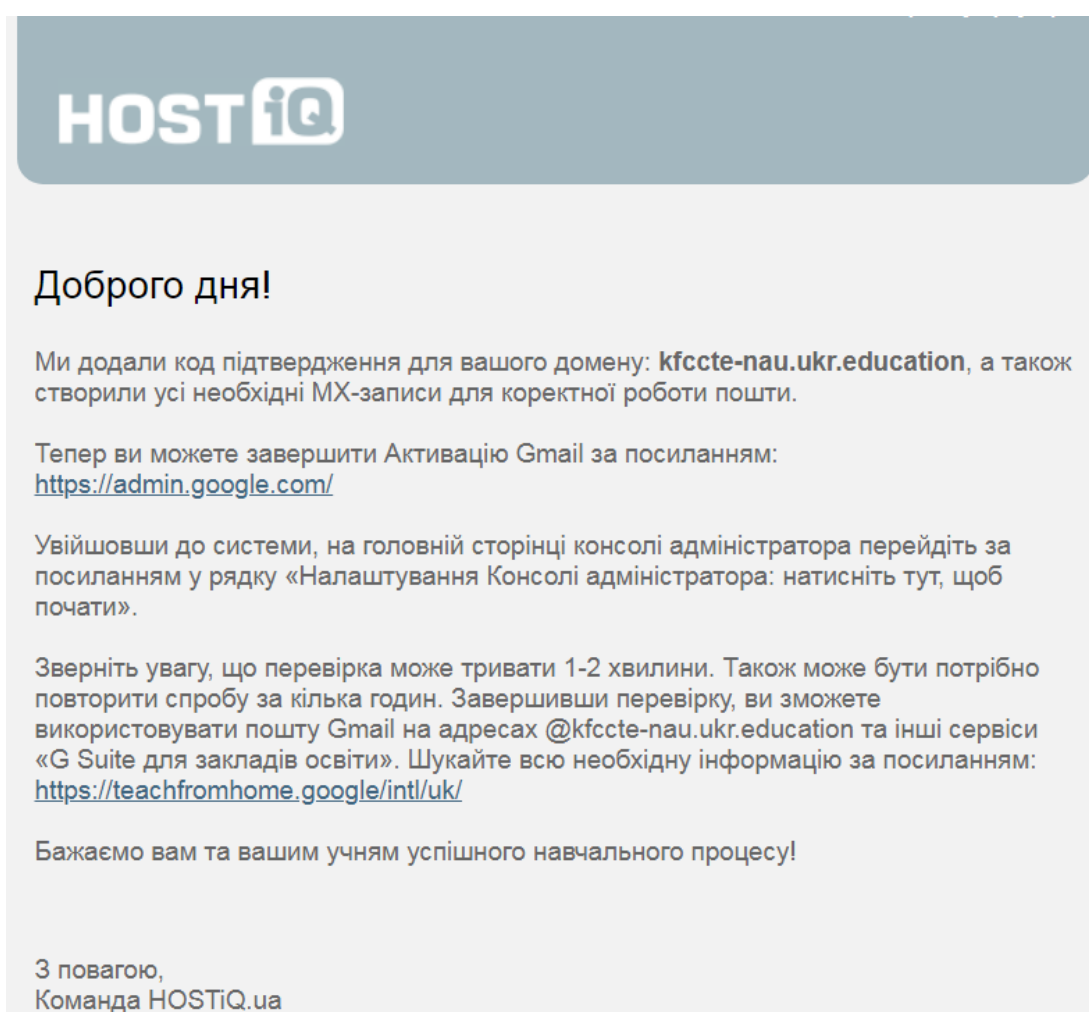 HOSTiQ
Доброго дня!
Ми додали код підтвердження для вашого домену: kfccte-nau.ukr.education, а також
створили усі необхідні МХ-записи для коректної роботи пошти.
Тепер ви можете завершити Активацію Gmail за посиланням:
https://admin.google.com/
Увійшовши до системи, на головній сторінці консолі адміністратора перейдіть за
посиланням у рядку «Налаштування Консолі адміністратора: натисніть тут, щоб
почати».
Зверніть увагу, що перевірка може тривати 1-2 хвилини. Також може бути потрібно
повторити спробу за кілька годин. Завершивши перевірку, ви зможете
використовувати пошту Gmail на адресах @kfccte-nau.ukr.education та інші сервіси
«G Suite для закладів освіти». Шукайте всю необхідну інформацію за посиланням:
https://teachfromhome.google/intl/uk/
Бажаємо вам та вашим учням успішного навчального процесу!
З повагою,
Команда HOSTiQ.ua